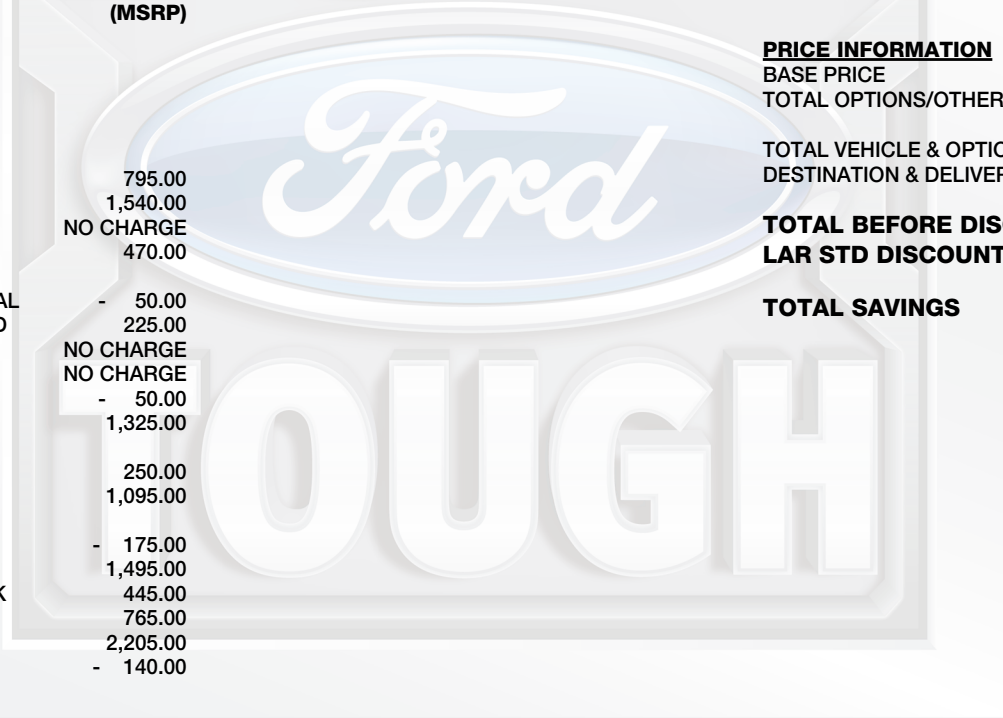 (MSRP)
795.00
1,540.00
NO CHARGE
470.00
AL - 50.00
225.00
NO CHARGE
NO CHARGE
- 50.00
1,325.00
250.00
1,095.00
- 175.00
1,495.00
K 445.00
765.00
2,205.00
- 140.00
PRICE INFORMATION
BASE PRICE
TOTAL OPTIONS/OTHER
TOTAL VEHICLE & OPTIO
DESTINATION & DELIVER
TOTAL BEFORE DISC
LAR STD DISCOUNT
TOTAL SAVINGS
Ford
TOUGH